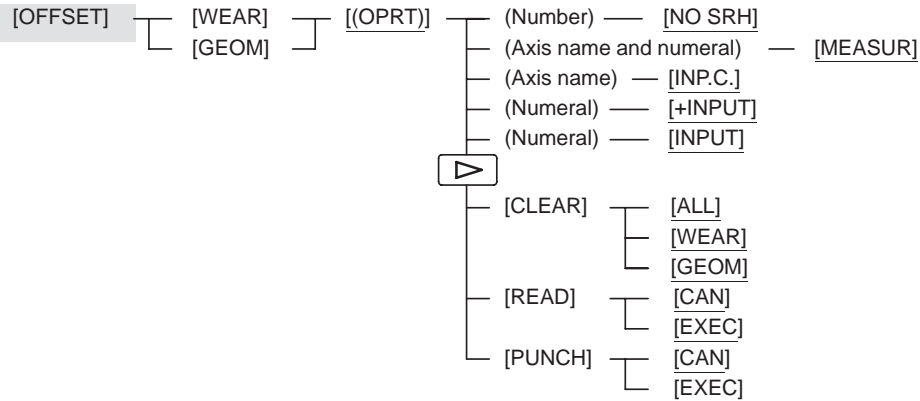 [OFFSET] [WEAR] [(OPRT)] (Number) [NO SRH]
[GEOM] (Axis name and numeral) [MEASUR]
(Axis name) [INP.C.]
(Numeral) [+INPUT]
(Numeral) [INPUT]
[CLEAR] [ALL]
[WEAR]
[GEOM]
[READ] [CAN]
[EXEC]
[PUNCH] [CAN]
[EXEC]